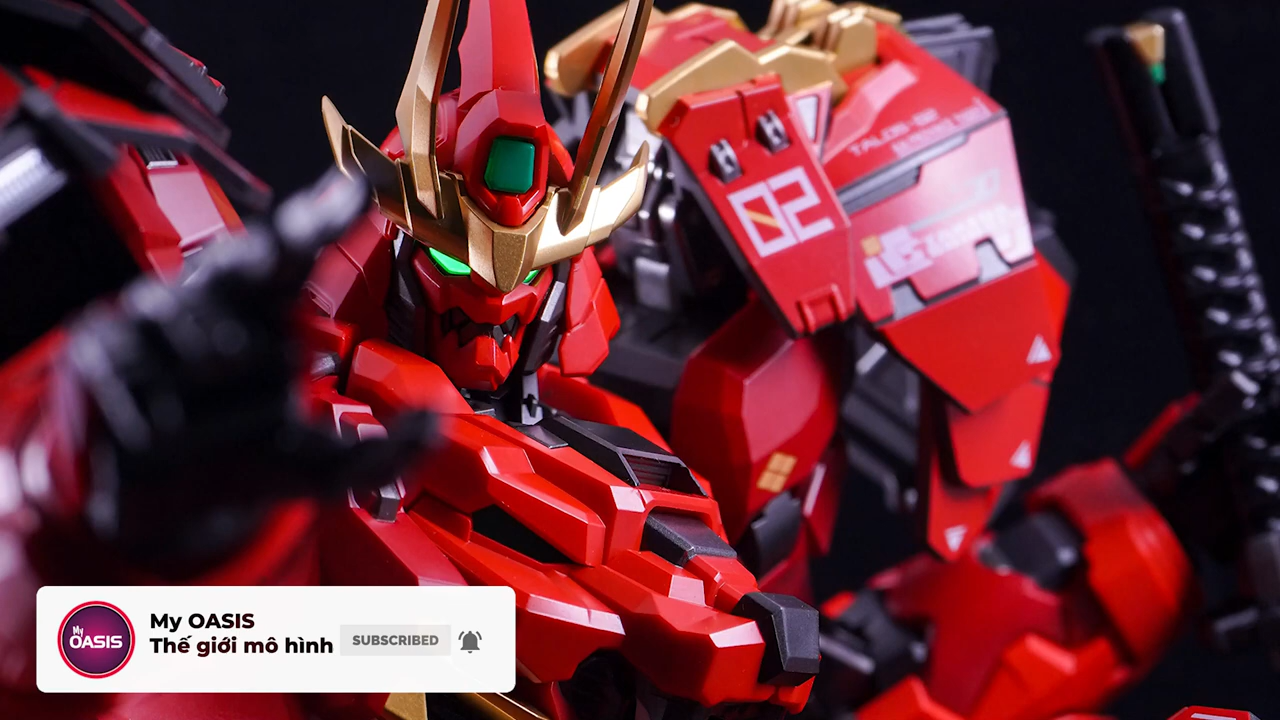 02
My
OASIS
My OASIS
Thế giới mô hình
SUBSCRIBED